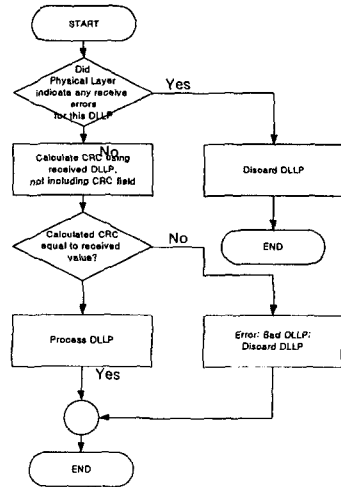 START
Did
Physical Layer
indicate any receive
errors
for this DLLP
Yes
No
Calculate CRC using
received DLLP,
not including CRC field
Discard DLLP
END
Calculated CRC
equal to received
value?
No
Process DLLP
Error: Bad DLLP;
Discard DLLP
Yes
END